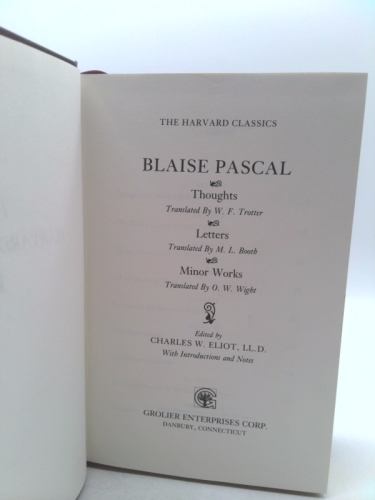 THE HARVARD CLASSICS
BLAISE PASCAL
Thoughts
Translated By W. F. Trotter
Letters
Translated By M. L. Booth
Minor Works
Translated By O. W. Wight
Edited by
CHARLES W. ELIOT, LL.D.
With Introductions and Notes
G
GROLIER ENTERPRISES CORP.
DANBURY, CONNECTICUT